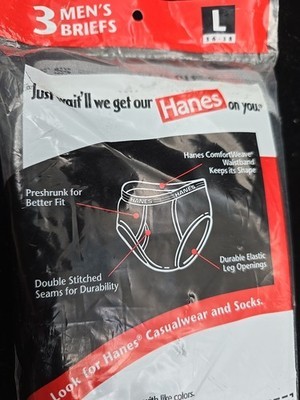 3 MEN'S
BRIEFS
L
Just wait'll we get our Hanes on you.®
Hanes ComfortWeave®
Waistband
Keeps its Shape
Preshrunk for
Better Fit
HANES
HANES
Durable Elastic
Leg Openings
Double Stitched
Seams for Durability
Look for Hanes® Casualwear and Socks.
with like colors.